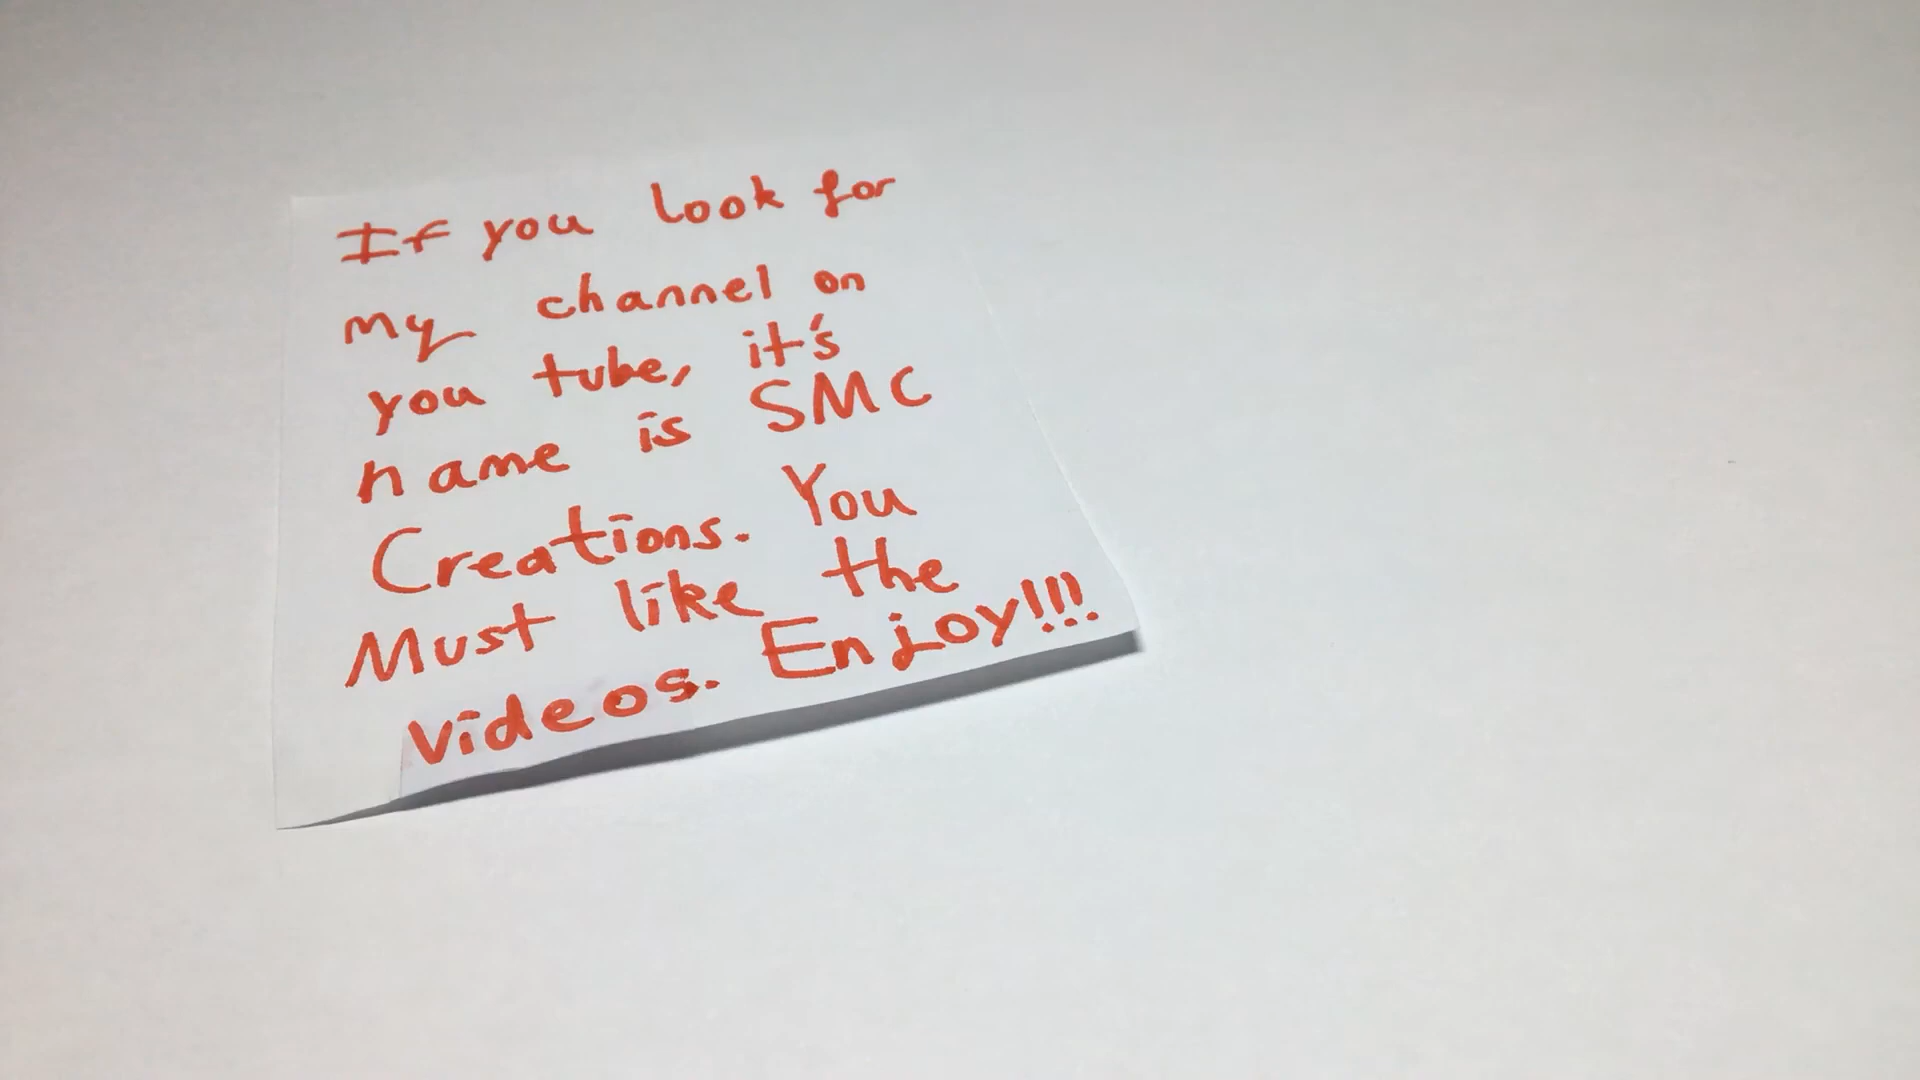 If you look for
my channel on
you tube, it's
name is SMC
Creations. You
Must like the
videos. Enjoy!!!